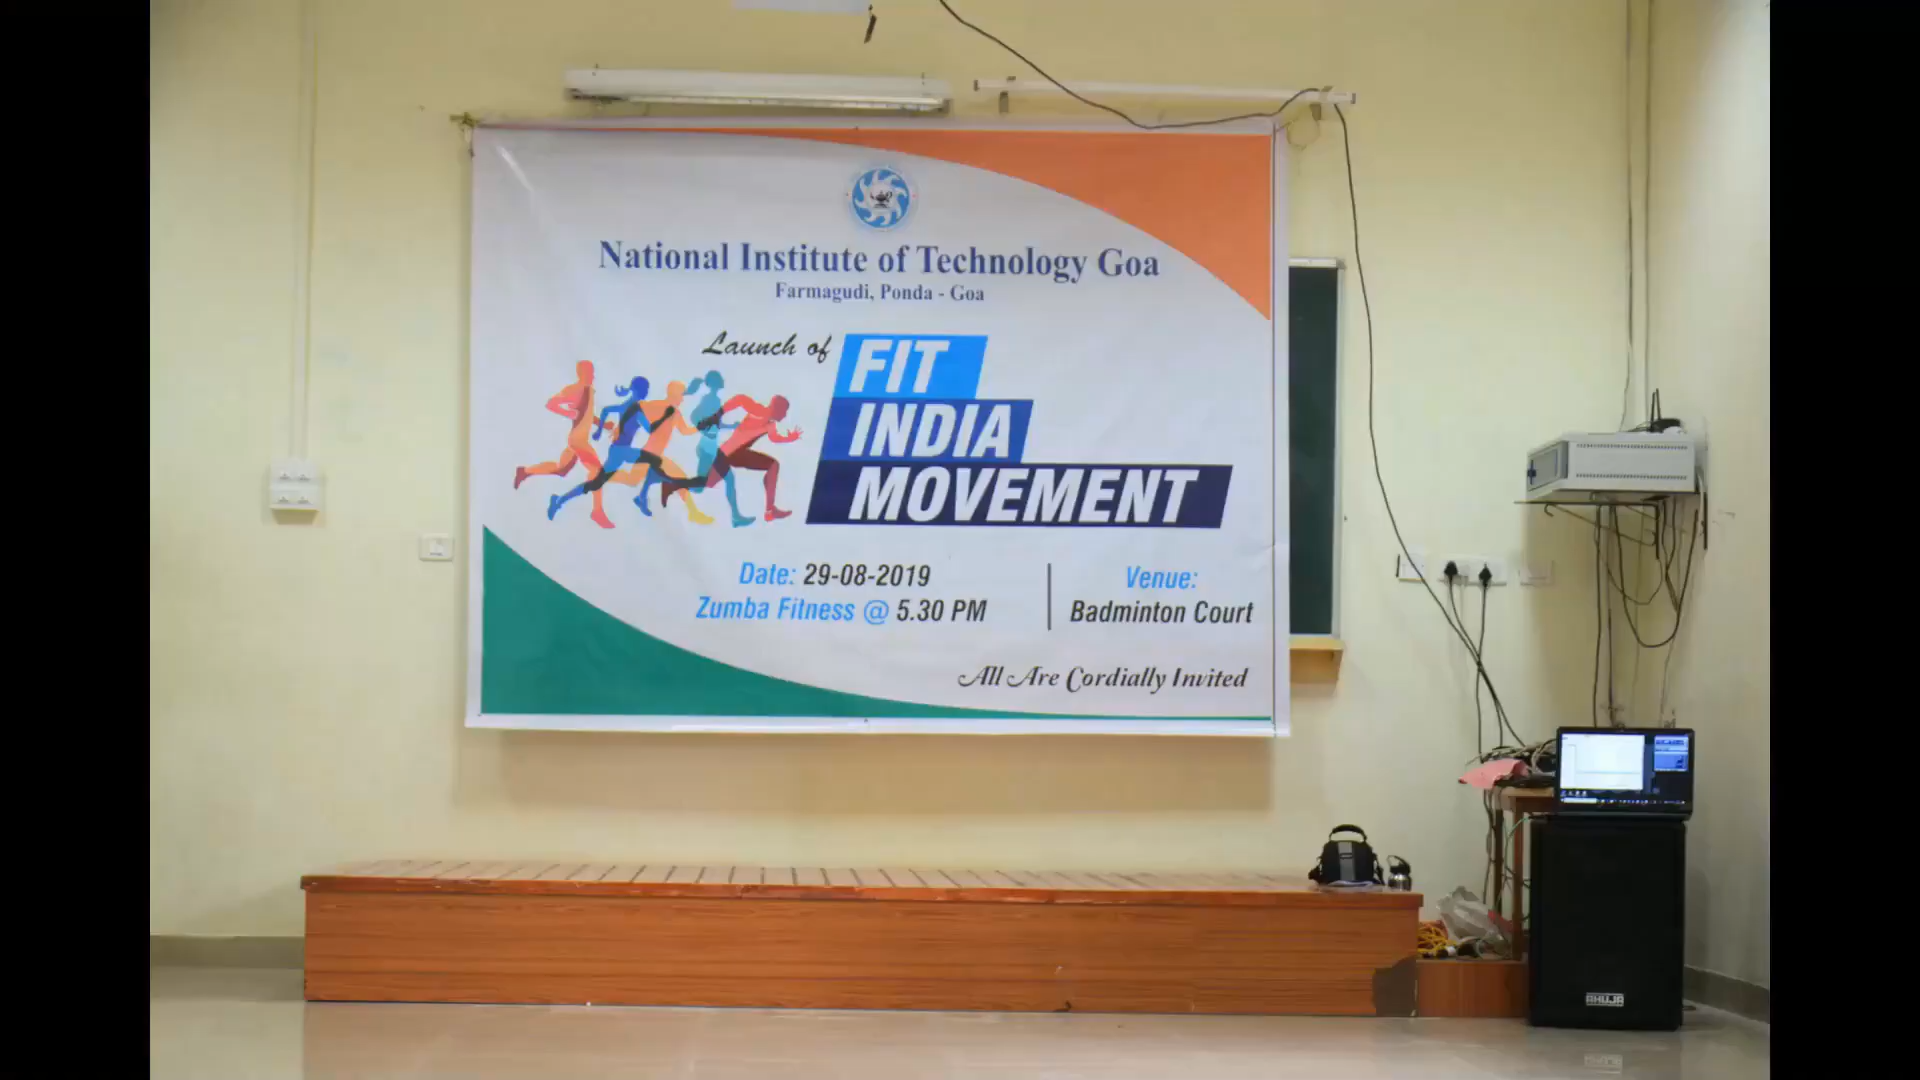 National Institute of Technology Goa
Farmagudi, Ponda - Goa
Launch of
FIT
INDIA
MOVEMENT
Date: 29-08-2019
Zumba Fitness @ 5.30 PM
Venue:
Badminton Court
All Are Cordially Invited
AHUJA